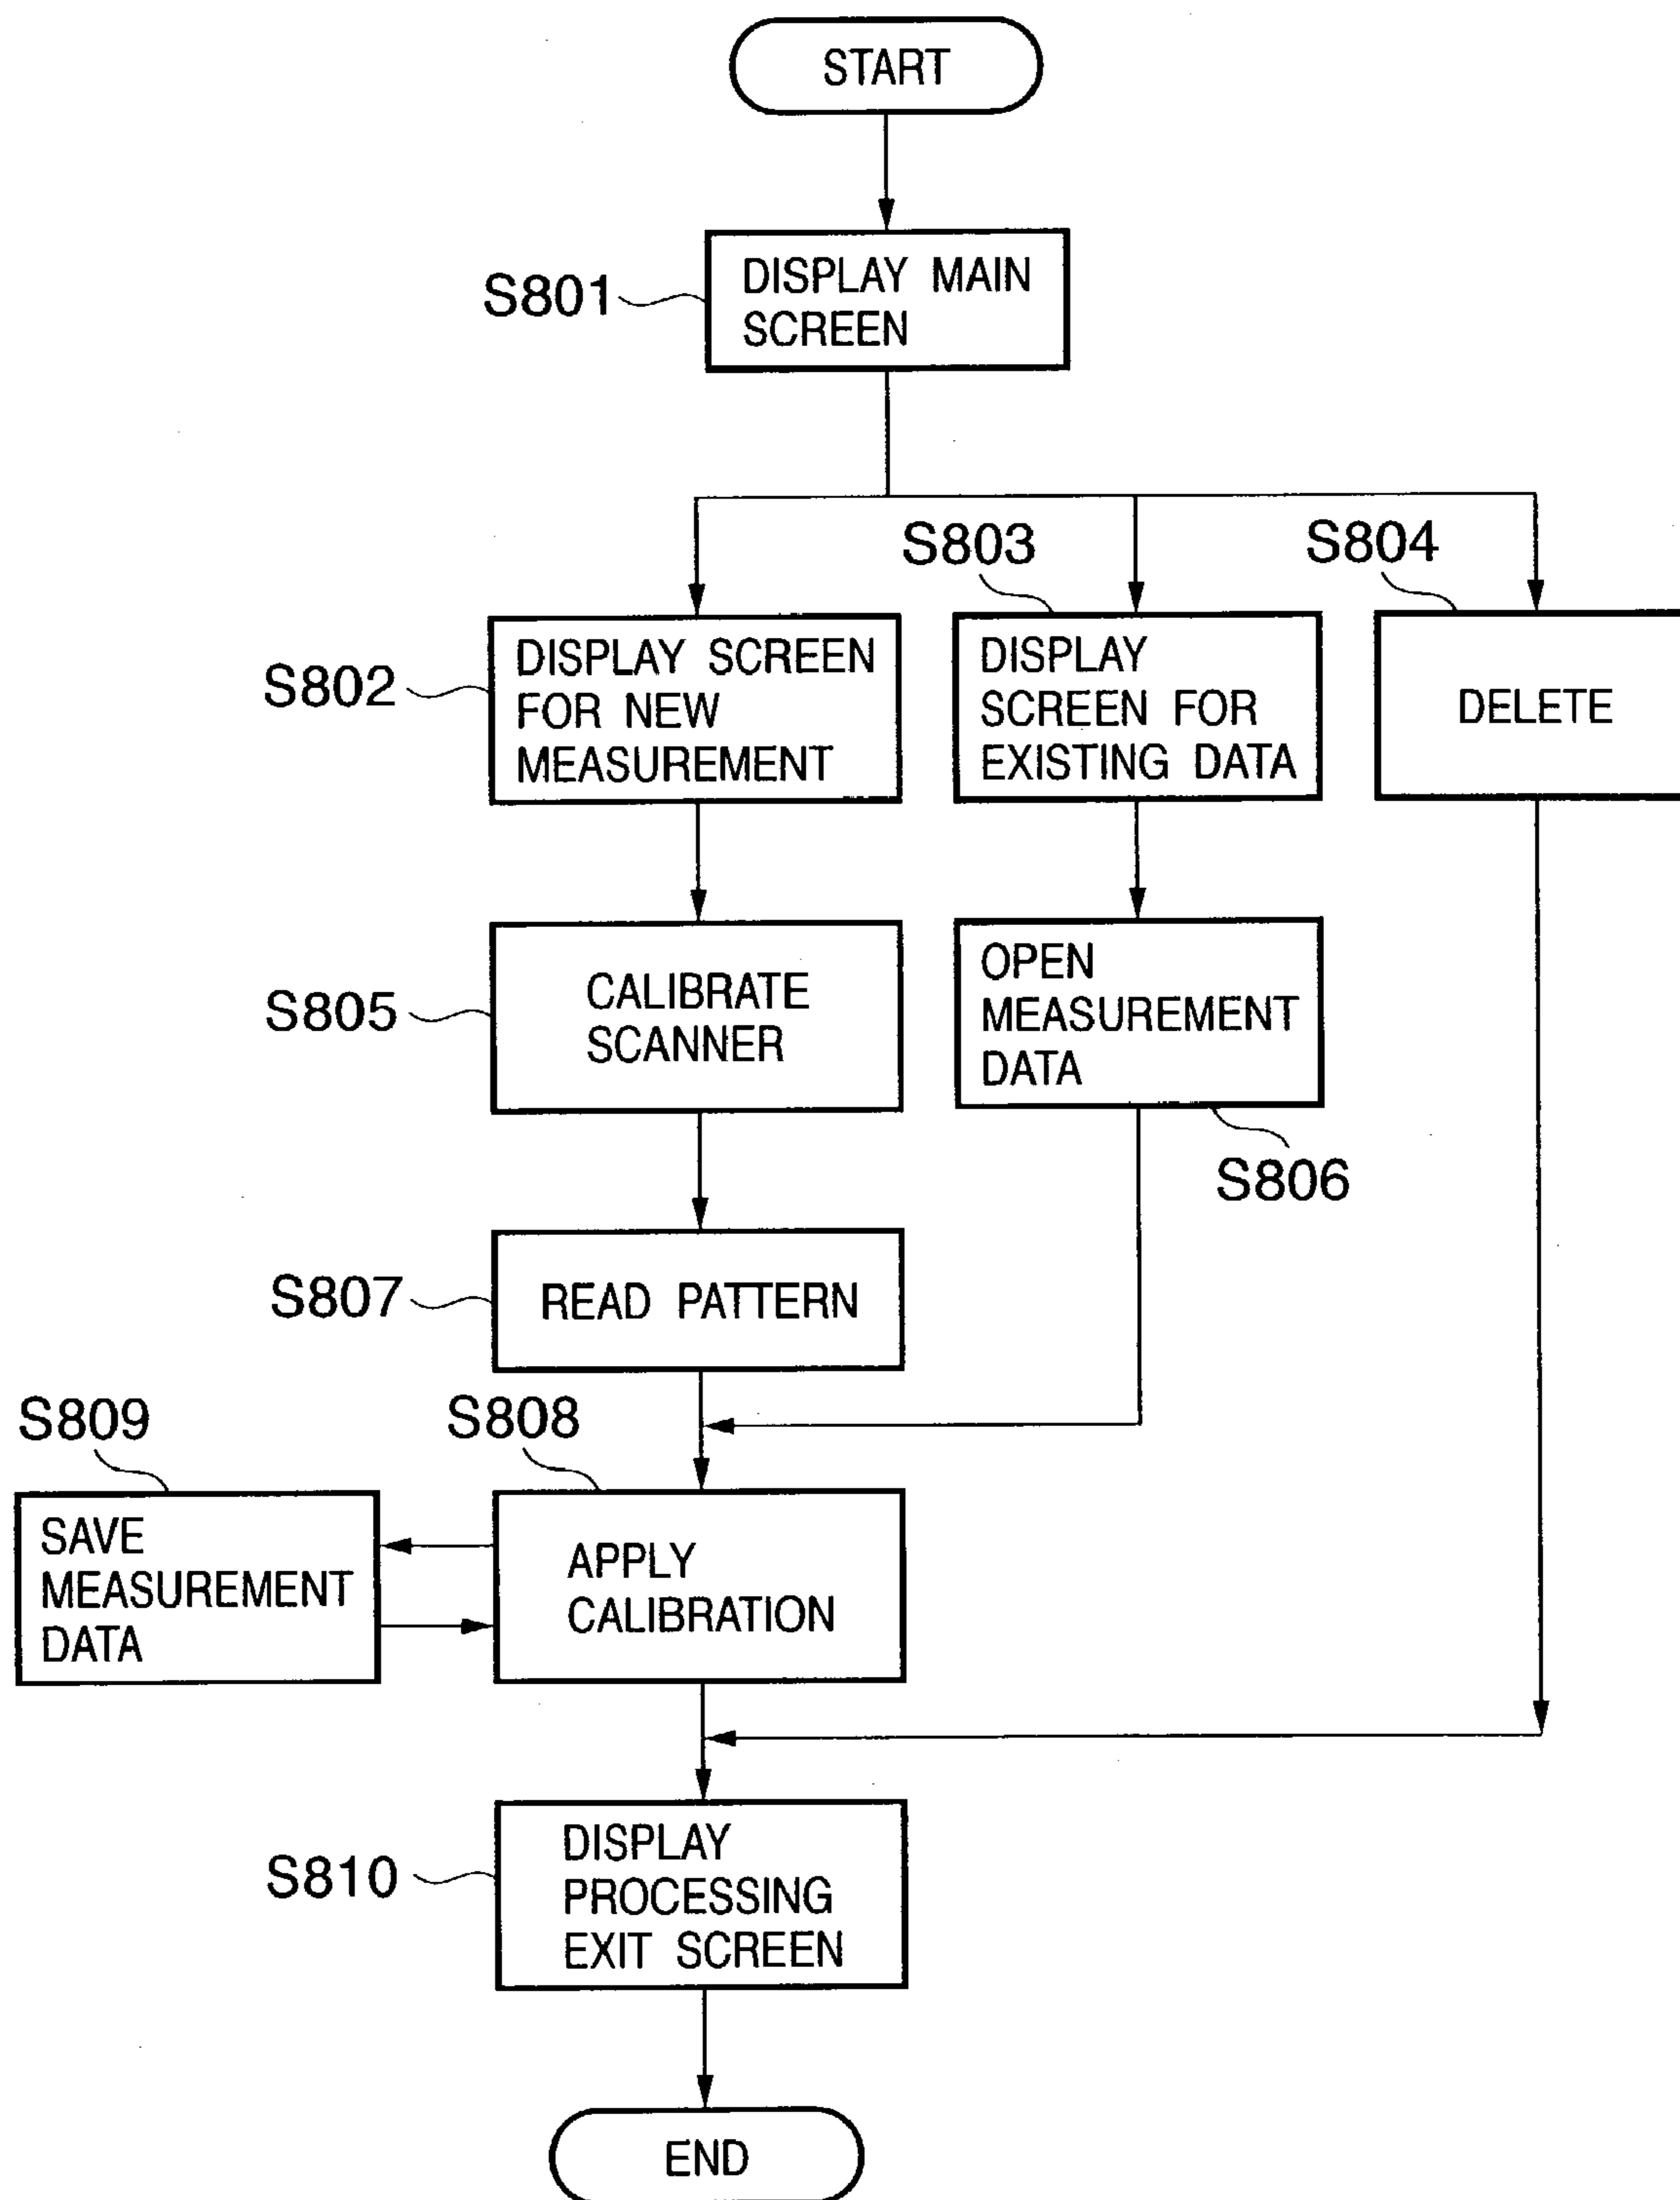 START
S801
DISPLAY MAIN
SCREEN
S802
DISPLAY SCREEN
FOR NEW
MEASUREMENT
S803
DISPLAY
SCREEN FOR
EXISTING DATA
S804
DELETE
S805
CALIBRATE
SCANNER
OPEN
MEASUREMENT
DATA
S806
S807
READ PATTERN
S809
SAVE
MEASUREMENT
DATA
S808
APPLY
CALIBRATION
S810
DISPLAY
PROCESSING
EXIT SCREEN
END